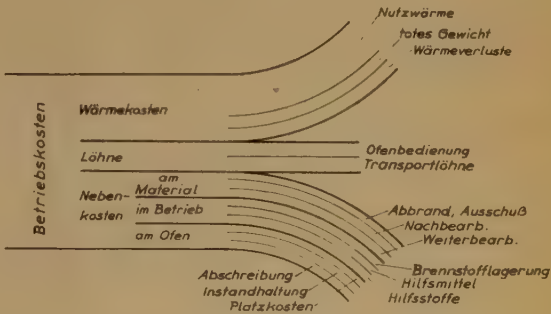 Nutzwärme
totes Gewicht
Wärmeverluste
Wärmekosten
Betriebskosten
Löhne
Ofenbedienung
Transportlöhne
am
Material
Neben-
kosten
im Betrieb
am Ofen
Abbrand, Ausschuß
Nachbearb.
Weiterbearb.
Brennstofflagerung
Hilfsmittel
Hilfsstoffe
Abschreibung
Instandhaltung
Platzkosten